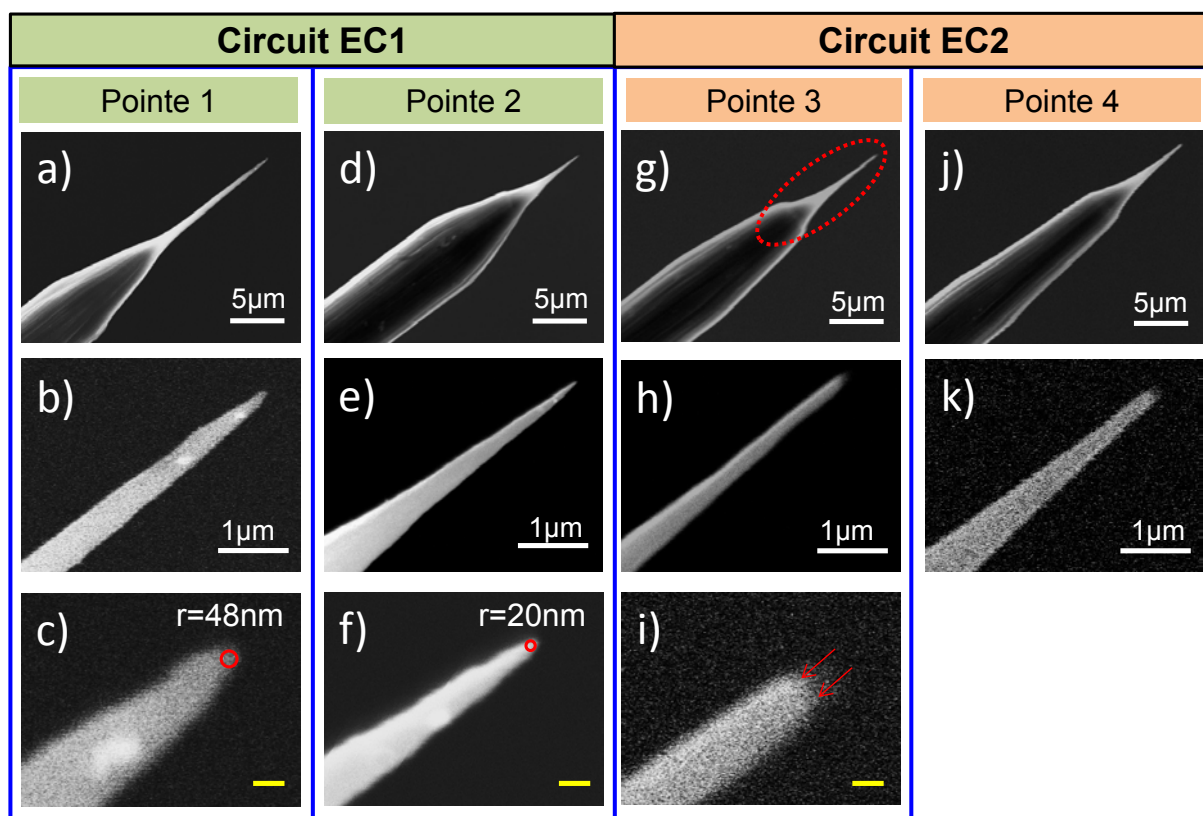 Circuit EC1 Circuit EC2
Pointe 1 Pointe 2 Pointe 3 Pointe 4
a) d) g) j)
5µm 5µm 5µm 5µm
b) e) h) k)
1µm 1µm 1µm 1µm
c) r=48nm f) r=20nm i)